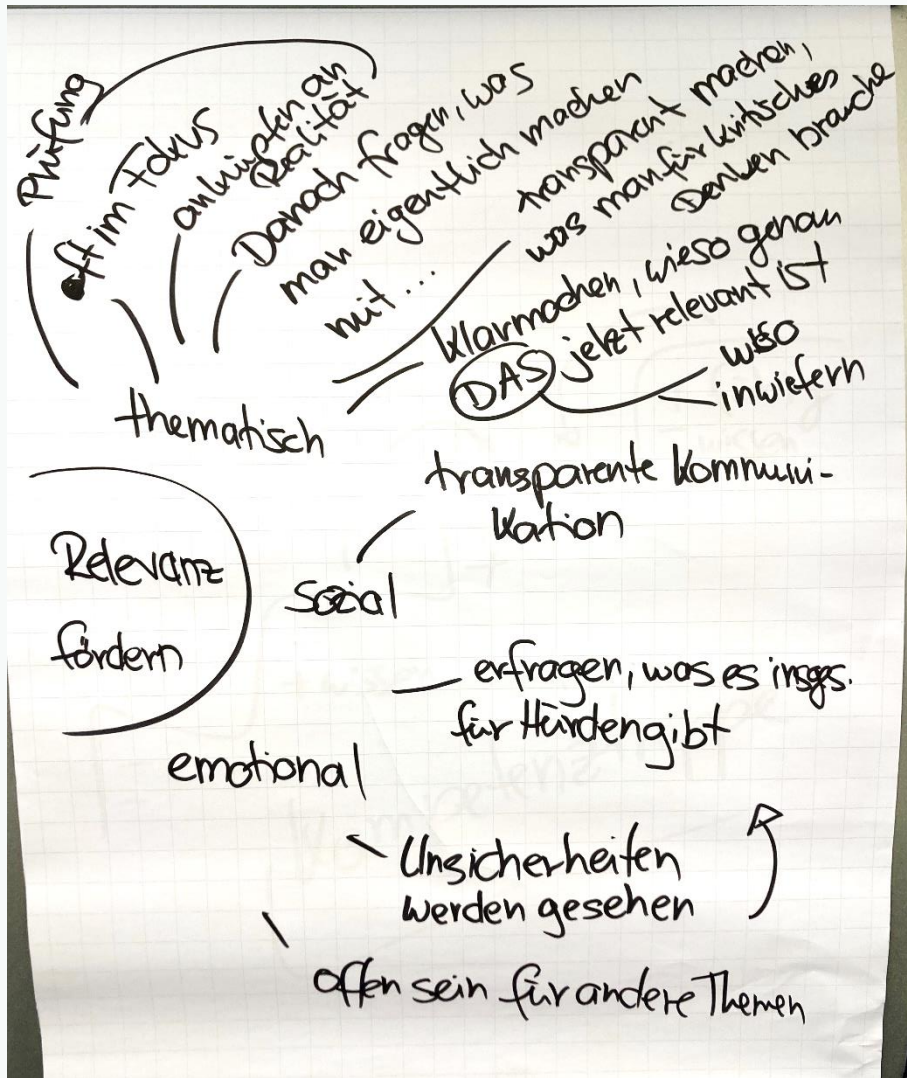 Prüfung
oft im Fokus
anknüpfen an
Realität
Danach fragen, was
man eigentlich machen
mit...
transparent machen,
was man für kritisches
Denken brauche
Klarmachen, wieso genau
DAS jetzt relevant ist
wieso
inwiefern
thematisch
transparente Kommuni-
kation
Relevanz
fördern
Sozial
erfragen, was es insgs.
für Hürden gibt
emotional
Unsicherheiten
werden gesehen
offen sein für andere Themen